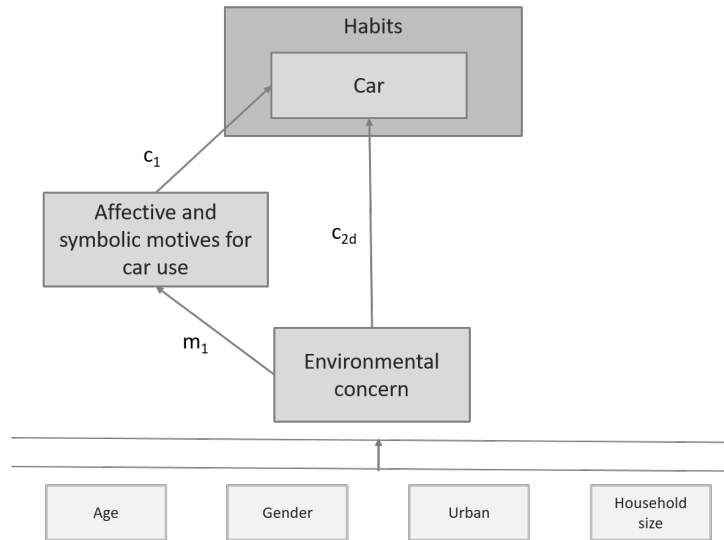 Habits
Car
c1
Affective and
symbolic motives for
car use
c2d
m1
Environmental
concern
Age
Gender
Urban
Household
size